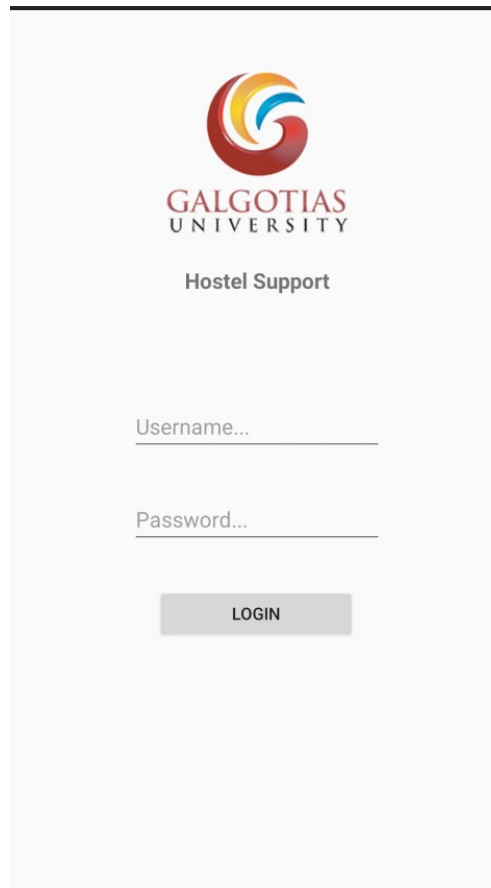 GALGOTIAS
UNIVERSITY
Hostel Support
Username...
Password...
LOGIN